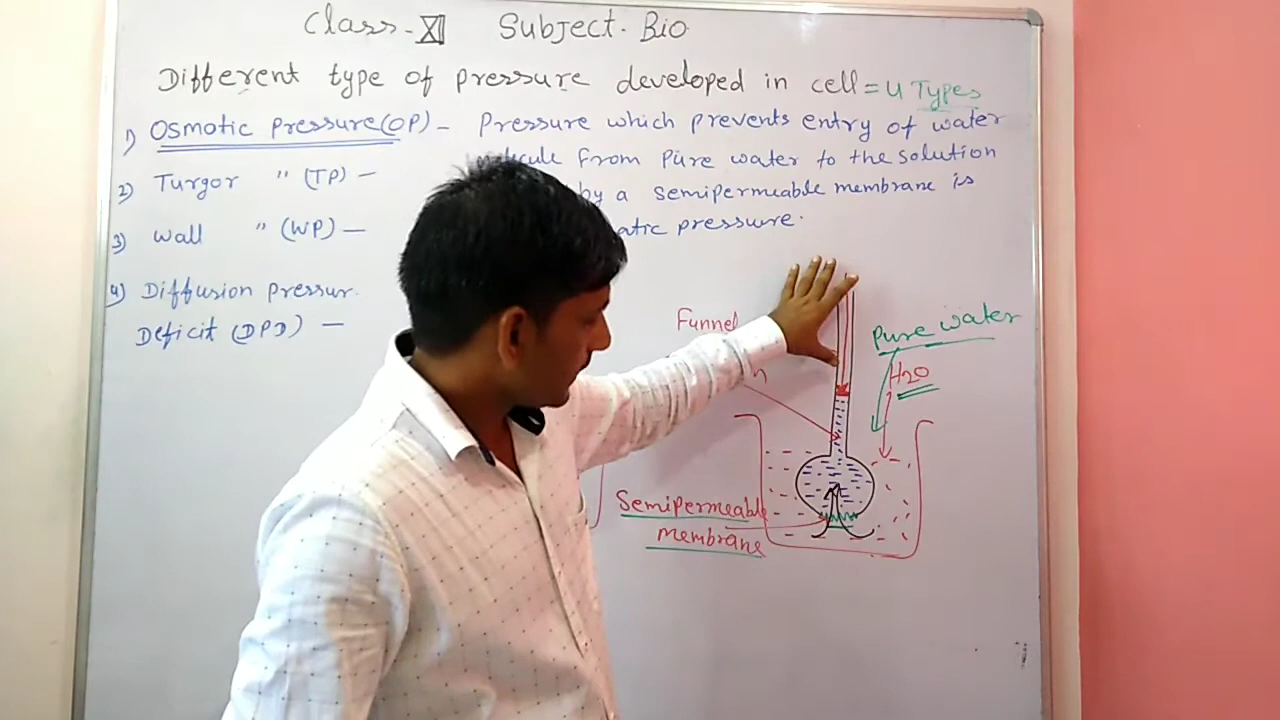 Class - XI Subject. Bio
Different type of pressure developed in cell = 4 Types
1) Osmotic Pressure (OP) - Pressure which prevents entry of water
from Pure water to the solution
2) Turgor " (TP) -
by a semipermeable membrane is
3) Wall " (WP) -
pressure.
4) Diffusion Pressur.
Deficit (DPD) -
Funnel
Pure water
H2O
Semipermeable
membrane